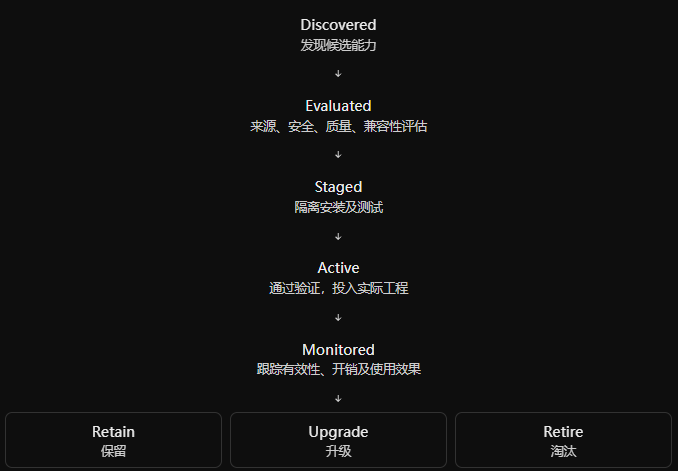 Discovered
发现候选能力
↓
Evaluated
来源、安全、质量、兼容性评估
↓
Staged
隔离安装及测试
↓
Active
通过验证，投入实际工程
↓
Monitored
跟踪有效性、开销及使用效果
↓
Retain
保留
Upgrade
升级
Retire
淘汰